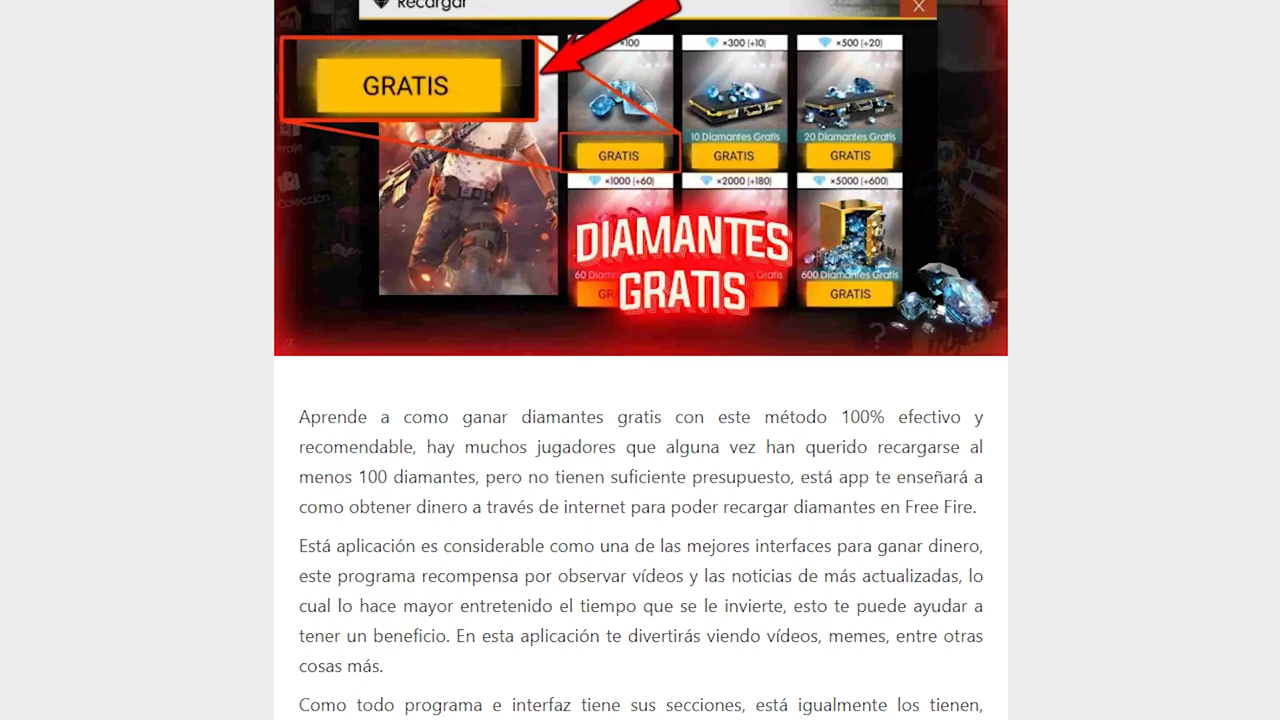 Recargar
×100
×300 (+10)
×500 (+20)
GRATIS
10 Diamantes Gratis
20 Diamantes Gratis
GRATIS
GRATIS
GRATIS
×1000 (+60)
×2000 (+180)
×5000 (+600)
Colección
DIAMANTES
GRATIS
600 Diamantes Gratis
GRATIS
Aprende a como ganar diamantes gratis con este método 100% efectivo y
recomendable, hay muchos jugadores que alguna vez han querido recargarse al
menos 100 diamantes, pero no tienen suficiente presupuesto, está app te enseñará a
como obtener dinero a través de internet para poder recargar diamantes en Free Fire.
Está aplicación es considerable como una de las mejores interfaces para ganar dinero,
este programa recompensa por observar vídeos y las noticias de más actualizadas, lo
cual lo hace mayor entretenido el tiempo que se le invierte, esto te puede ayudar a
tener un beneficio. En esta aplicación te divertirás viendo vídeos, memes, entre otras
cosas más.
Como todo programa e interfaz tiene sus secciones, está igualmente los tienen,